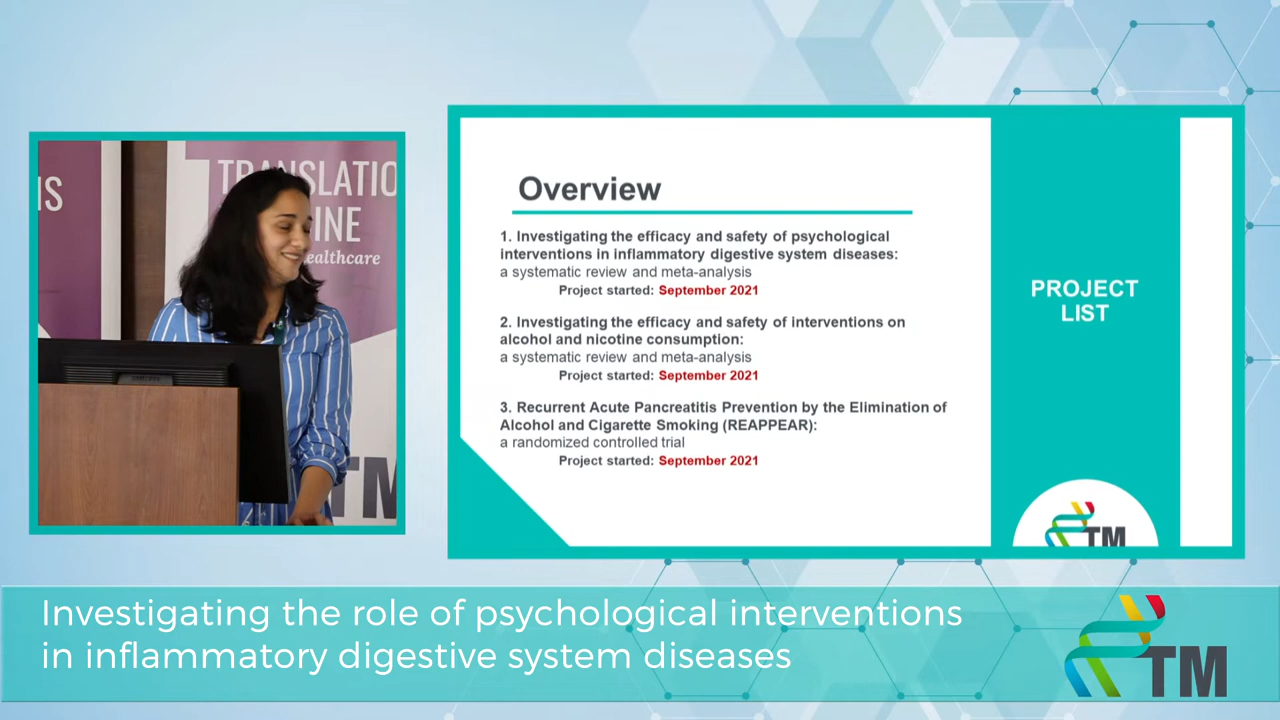 IS
TRANSLATIO
INE
ealthcare
TM
Overview
1. Investigating the efficacy and safety of psychological
interventions in inflammatory digestive system diseases:
a systematic review and meta-analysis
Project started: September 2021
2. Investigating the efficacy and safety of interventions on
alcohol and nicotine consumption:
a systematic review and meta-analysis
Project started: September 2021
3. Recurrent Acute Pancreatitis Prevention by the Elimination of
Alcohol and Cigarette Smoking (REAPPEAR):
a randomized controlled trial
Project started: September 2021
PROJECT
LIST
TM
Investigating the role of psychological interventions
in inflammatory digestive system diseases
TM